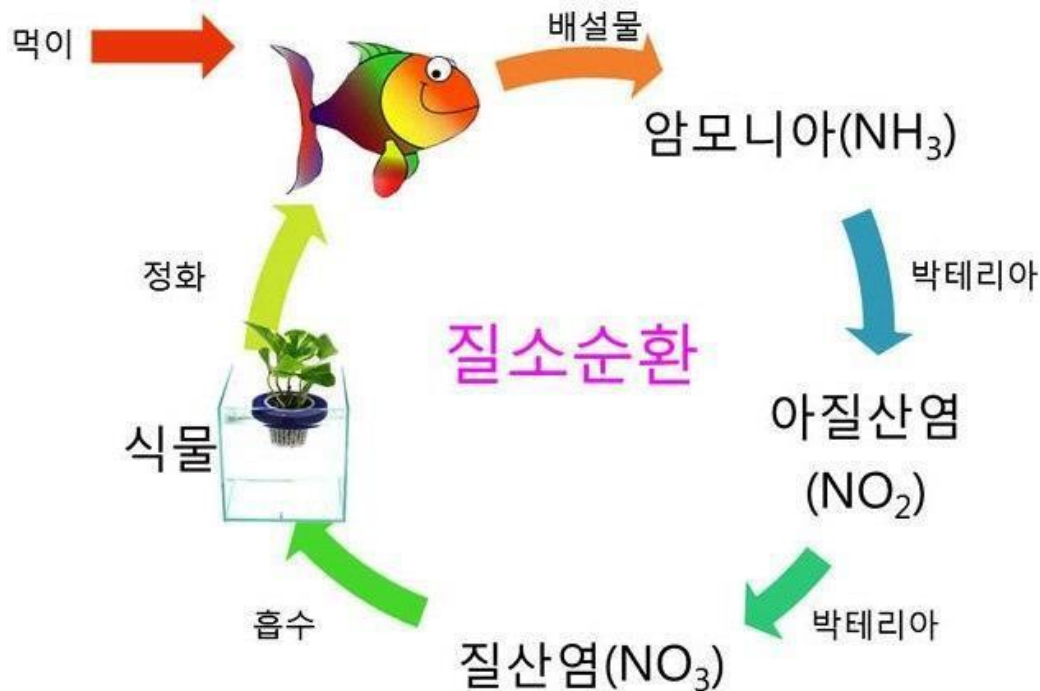 먹이
배설물
암모니아(NH₃)
박테리아
아질산염
(NO₂)
박테리아
질산염(NO₃)
흡수
식물
정화
질소순환